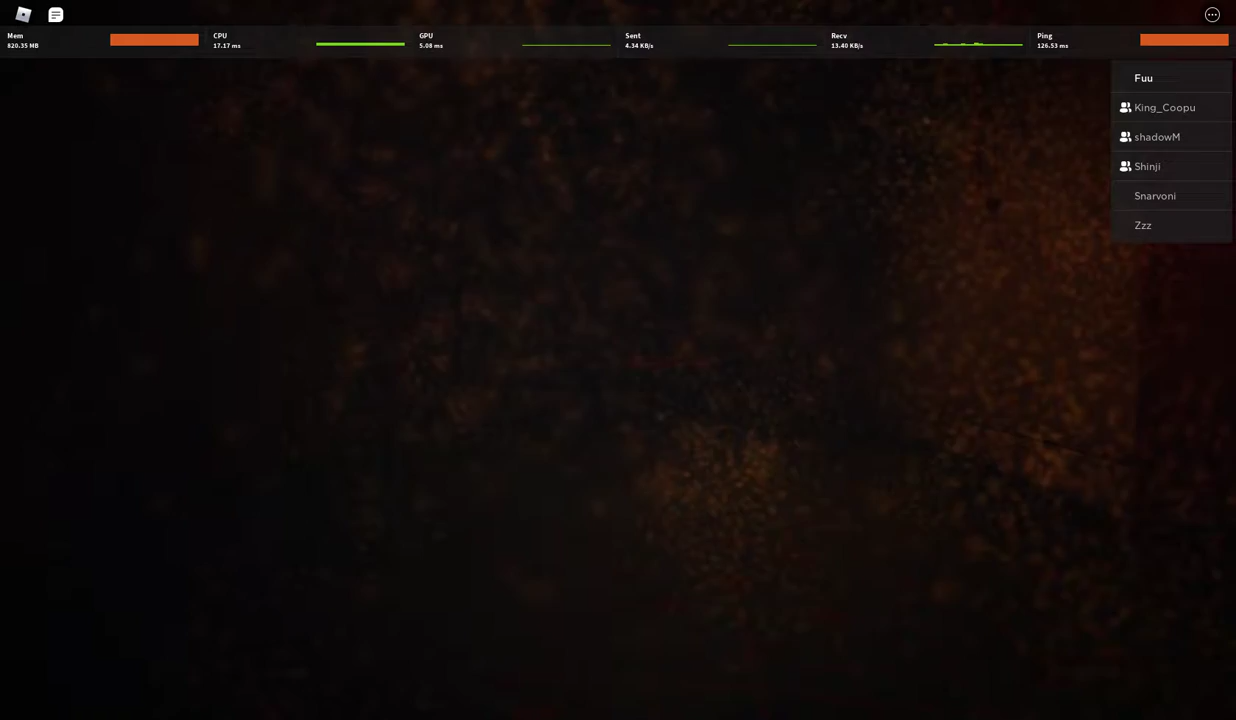 Mem
820.35 MB
CPU
17.17 ms
GPU
5.08 ms
Sent
4.34 KB/s
Recv
13.40 KB/s
Ping
126.53 ms
Fuu
King_Coopu
shadowM
Shinji
Snarvoni
Zzz